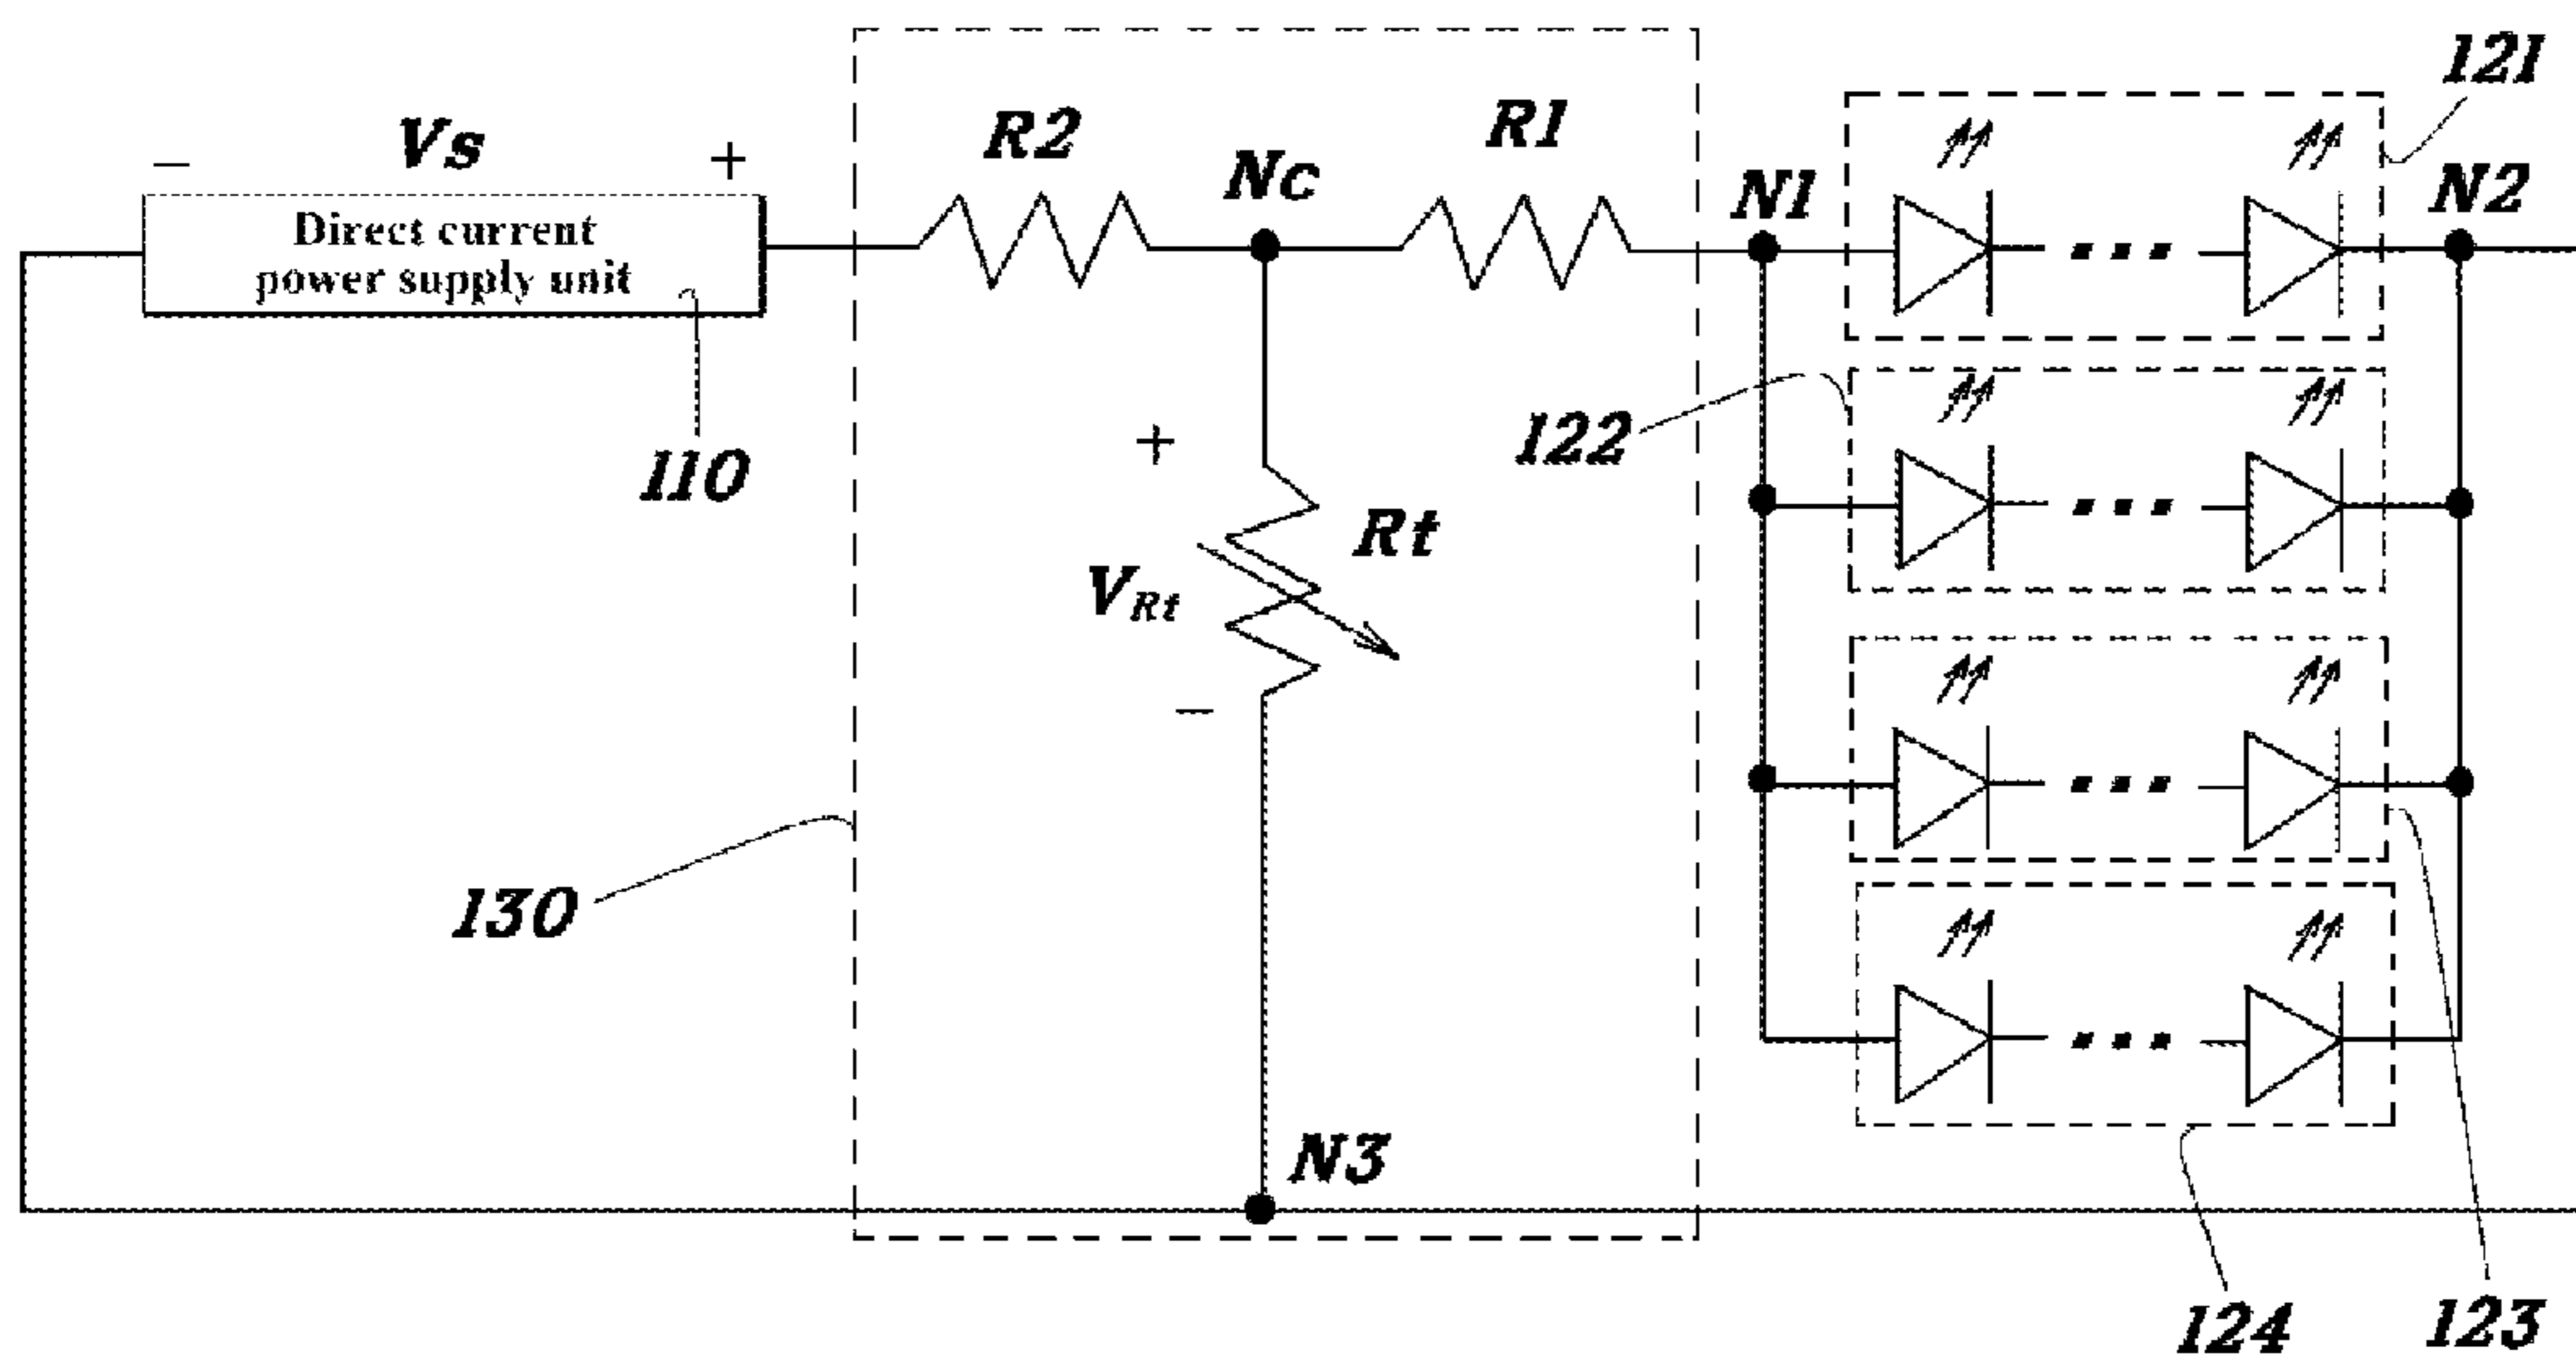 121
− Vs +
R2
Nc
R1
N1
N2
Direct current
power supply unit
110
122
+
Rt
VRt
−
130
N3
124
123